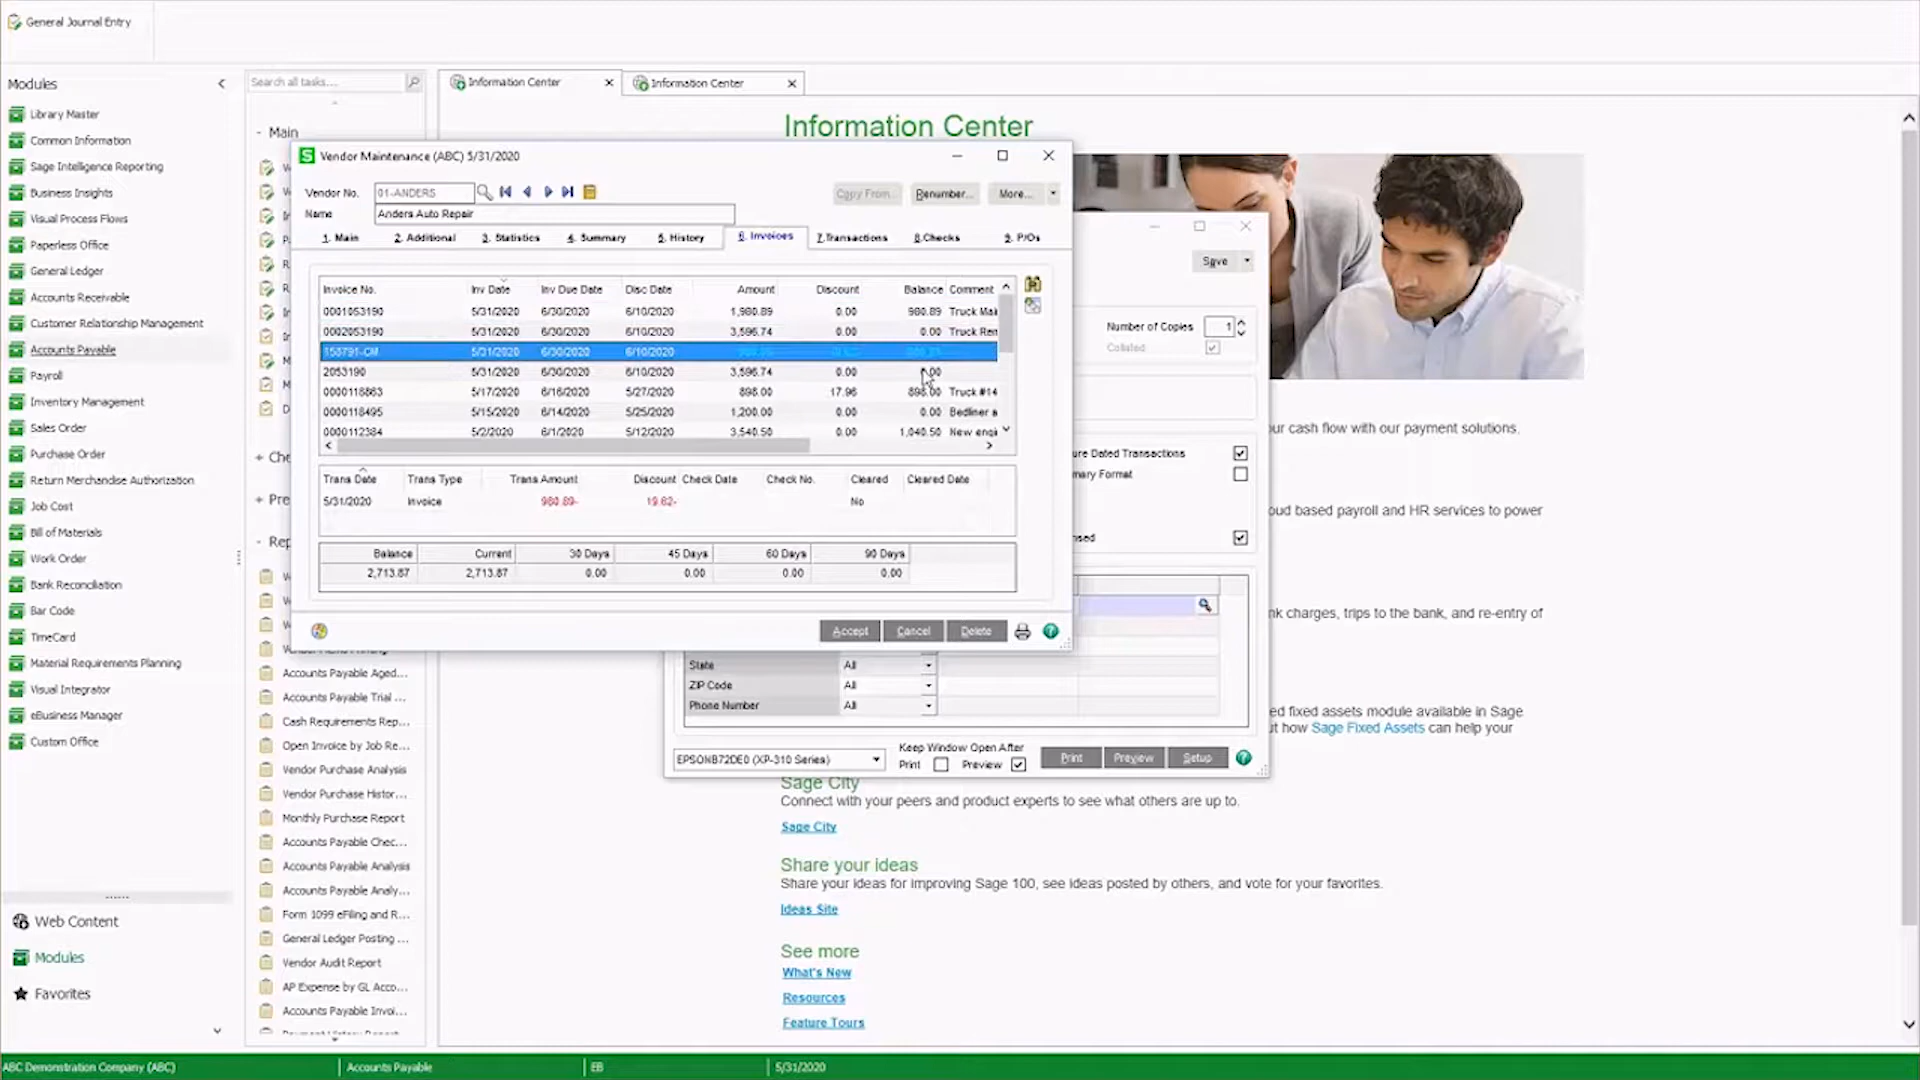 General Journal Entry
Modules
Library Master
Common Information
Sage Intelligence Reporting
Business Insights
Visual Process Flows
Paperless Office
General Ledger
Accounts Receivable
Customer Relationship Management
Accounts Payable
Payroll
Inventory Management
Sales Order
Purchase Order
Return Merchandise Authorization
Job Cost
Bill of Materials
Work Order
Bank Reconciliation
Bar Code
TimeCard
Material Requirements Planning
Visual Integrator
eBusiness Manager
Custom Office
Web Content
Modules
Favorites
Search all tasks...
- Main
+ Che
+ Pre
- Rep
Accounts Payable Aged...
Accounts Payable Trial ...
Cash Requirements Rep...
Open Invoice by Job Re...
Vendor Purchase Analysis
Vendor Purchase Histor...
Monthly Purchase Report
Accounts Payable Chec...
Accounts Payable Analysis
Accounts Payable Analy...
Form 1099 eFiling and R...
General Ledger Posting ...
Vendor Audit Report
AP Expense by GL Acco...
Accounts Payable Invoi...
Information Center
Information Center
Information Center
Vendor Maintenance (ABC) 5/31/2020
Vendor No. 01-ANDERS
Copy From... Renumber... More...
Name Anders Auto Repair
1. Main 2. Additional 3. Statistics 4. Summary 5. History 6. Invoices 7.Transactions 8.Checks 9. P/Os
Invoice No. Inv Date Inv Due Date Disc Date Amount Discount Balance Comment
0001053190 5/31/2020 6/30/2020 6/10/2020 1,980.89 0.00 980.89 Truck Mai
0002053190 5/31/2020 6/30/2020 6/10/2020 3,596.74 0.00 0.00 Truck Ren
158791-CM 5/31/2020 6/30/2020 6/10/2020
2053190 5/31/2020 6/30/2020 6/10/2020 3,596.74 0.00 0.00
0000118863 5/17/2020 6/16/2020 5/27/2020 898.00 17.96 898.00 Truck #14
0000118495 5/15/2020 6/14/2020 5/25/2020 1,200.00 0.00 0.00 Bedliner a
0000112384 5/2/2020 6/1/2020 5/12/2020 3,540.50 0.00 1,040.50 New engi
Trans Date Trans Type Trans Amount Discount Check Date Check No. Cleared Cleared Date
5/31/2020 Invoice 980.89- 19.62- No
Balance Current 30 Days 45 Days 60 Days 90 Days
2,713.87 2,713.87 0.00 0.00 0.00 0.00
Accept Cancel Delete
Save
Number of Copies 1
Collated
ure Dated Transactions
mary Format
nsed
State All
ZIP Code All
Phone Number All
EPSONB72DE0 (XP-310 Series)
Keep Window Open After
Print Preview
Print Preview Setup
ur cash flow with our payment solutions.
oud based payroll and HR services to power
nk charges, trips to the bank, and re-entry of
ed fixed assets module available in Sage
t how Sage Fixed Assets can help your
Sage City
Connect with your peers and product experts to see what others are up to.
Sage City
Share your ideas
Share your ideas for improving Sage 100, see ideas posted by others, and vote for your favorites.
Ideas Site
See more
What's New
Resources
Feature Tours
ABC Demonstration Company (ABC) Accounts Payable EB 5/31/2020